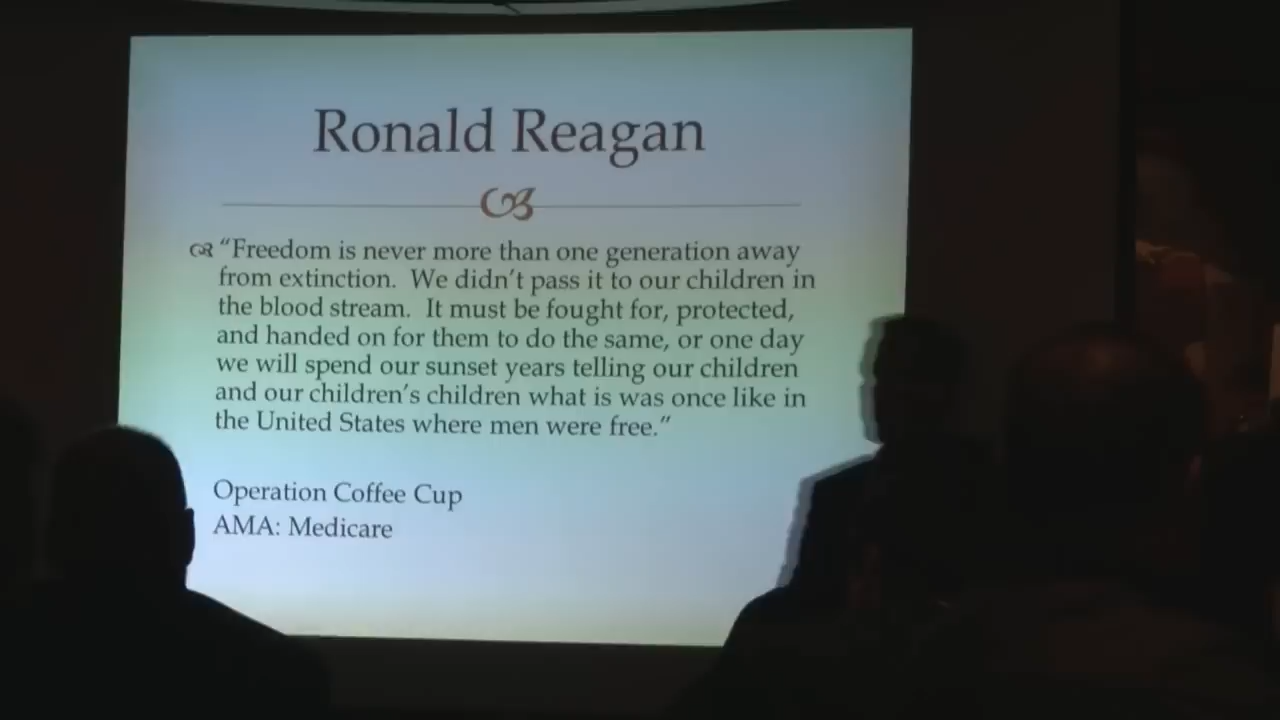 Ronald Reagan
“Freedom is never more than one generation away
from extinction.  We didn’t pass it to our children in
the blood stream.  It must be fought for, protected,
and handed on for them to do the same, or one day
we will spend our sunset years telling our children
and our children’s children what is was once like in
the United States where men were free.”
Operation Coffee Cup
AMA: Medicare